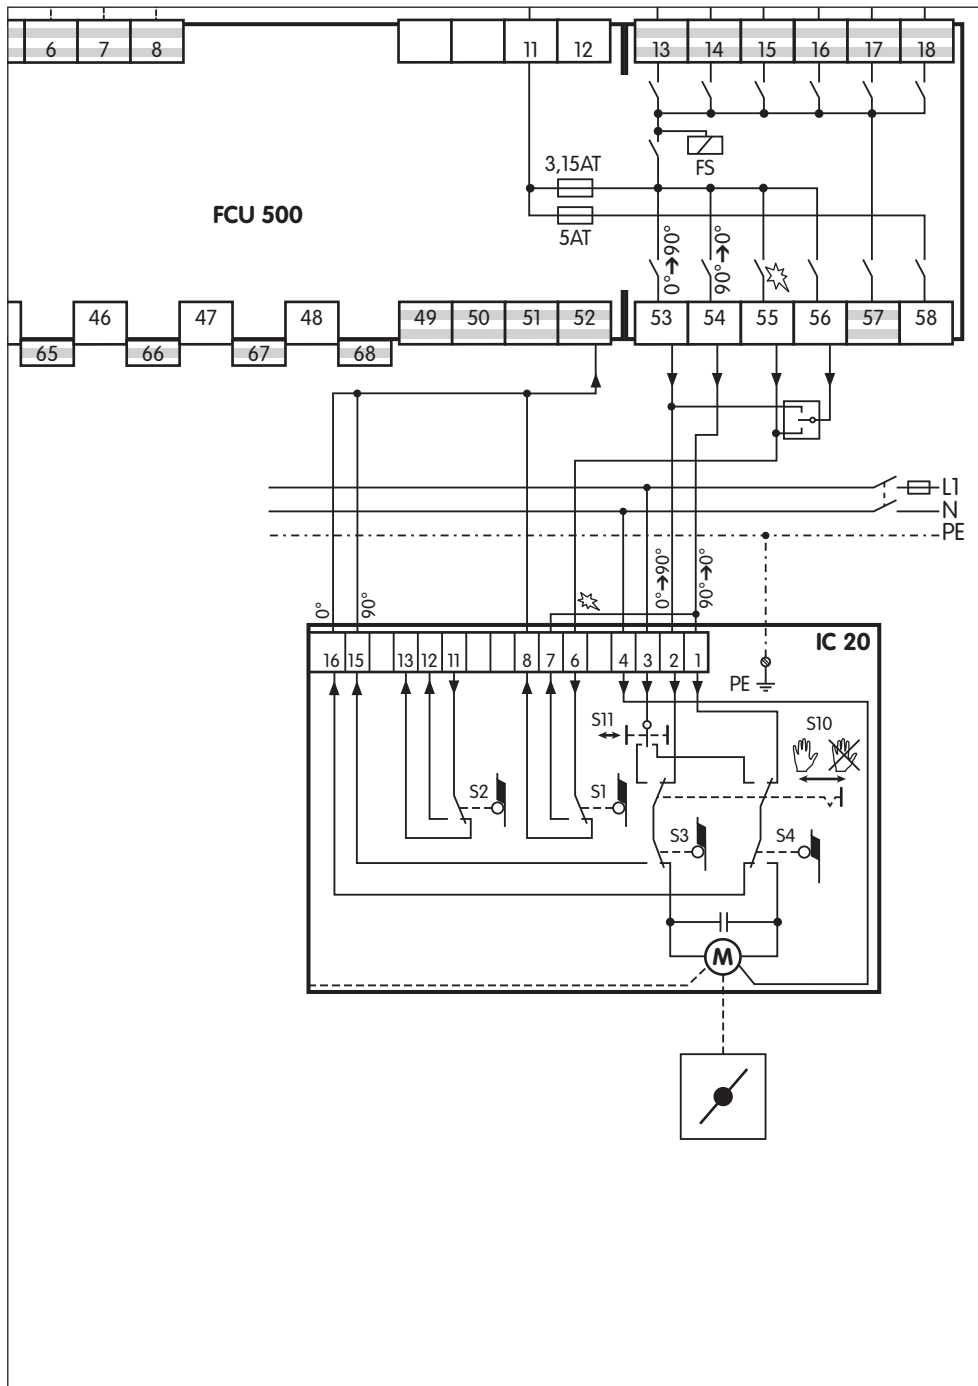 6 7 8 11 12 13 14 15 16 17 18
3,15AT
FS
FCU 500
5AT
0°➔90°
90°➔0°
46 47 48 49 50 51 52 53 54 55 56 57 58
65 66 67 68
L1
N
PE
0°
90°
0°➔90°
90°➔0°
IC 20
16 15 13 12 11 8 7 6 4 3 2 1
PE
S11
S10
S2
S1
S3
S4
M